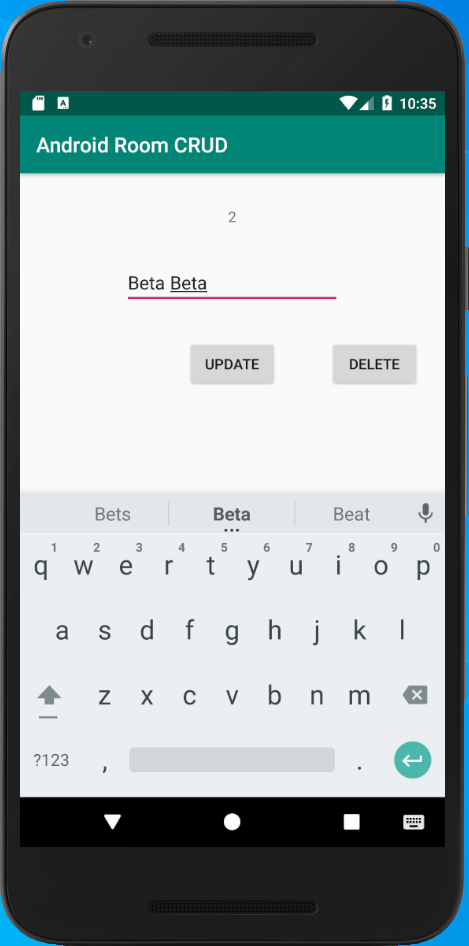 10:35
Android Room CRUD
2
Beta Beta
UPDATE DELETE
Bets Beta Beat
1 2 3 4 5 6 7 8 9 0
q w e r t y u i o p
a s d f g h j k l
z x c v b n m
?123 , .